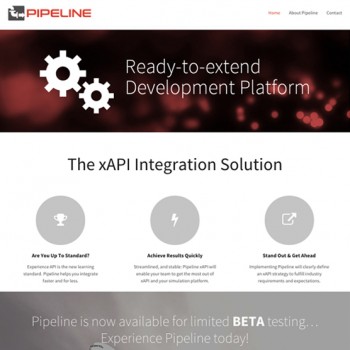 PIPELINE
Home About Pipeline Contact
Ready-to-extend
Development Platform
The xAPI Integration Solution
Are You Up To Standard?
Experience API is the new learning
standard. Pipeline helps you integrate
faster and for less.
Achieve Results Quickly
Streamlined, and stable. Pipeline xAPI will
enable your team to get the most out of
xAPI and your simulation platform.
Stand Out & Get Ahead
Implementing Pipeline will clearly define
an xAPI strategy to fulfill industry
requirements and expectations.
Pipeline is now available for limited BETA testing...
Experience Pipeline today!